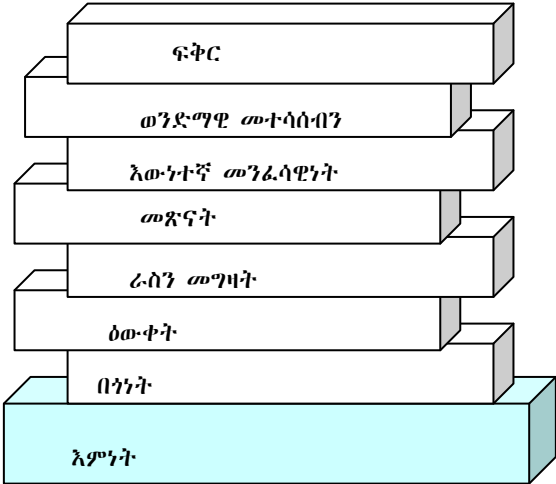 ፍቅር
ወንድማዊ መተሳሰብን
እውነተኛ መንፈሳዊነት
መጽናት
ራስን መግዛት
ዕውቀት
በጎነት
እምነት